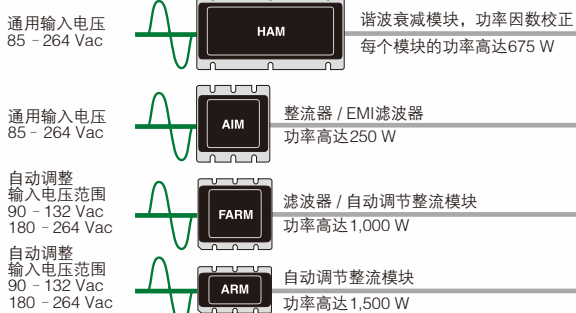 通用输入电压
85 – 264 Vac
HAM
谐波衰减模块，功率因数校正
每个模块的功率高达675 W
通用输入电压
85 – 264 Vac
AIM
整流器 / EMI滤波器
功率高达250 W
自动调整
输入电压范围
90 – 132 Vac
180 – 264 Vac
FARM
滤波器 / 自动调节整流模块
功率高达1,000 W
自动调整
输入电压范围
90 – 132 Vac
180 – 264 Vac
ARM
自动调节整流模块
功率高达1,500 W